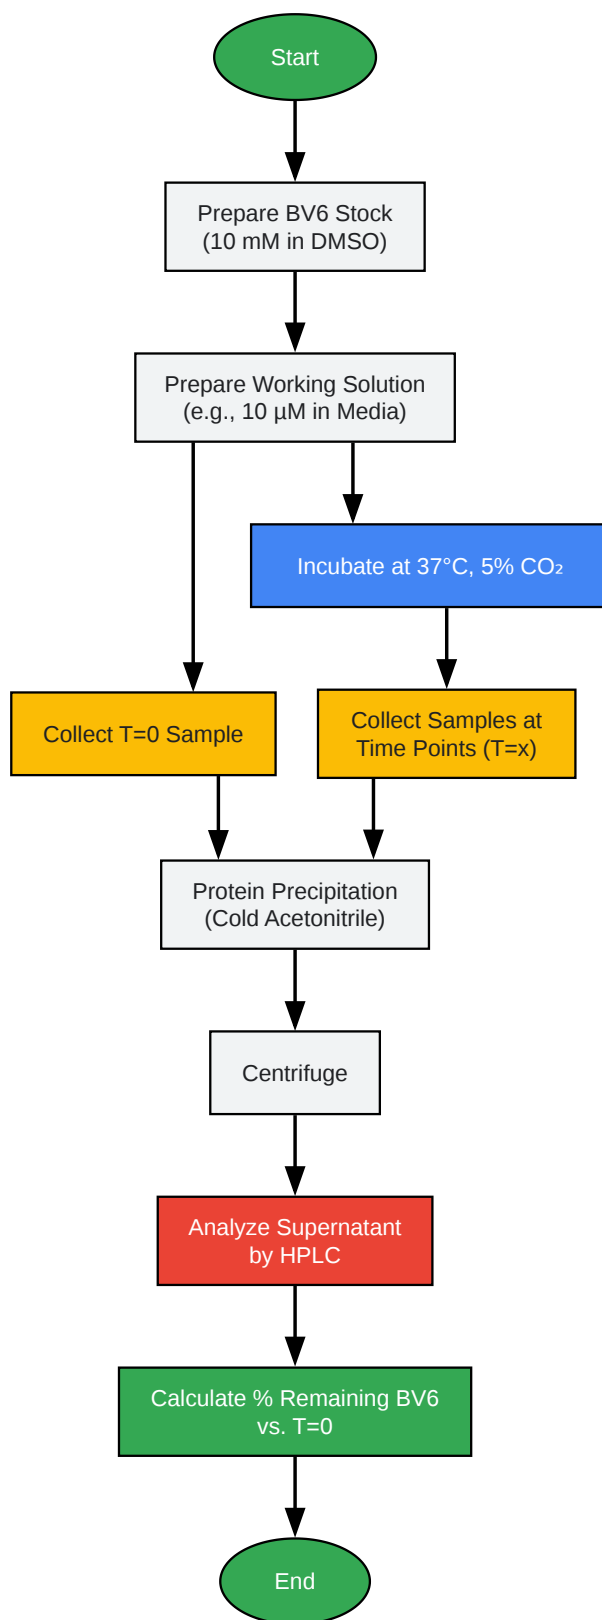 Start
Prepare BV6 Stock
(10 mM in DMSO)
Prepare Working Solution
(e.g., 10 µM in Media)
Incubate at 37°C, 5% CO₂
Collect T=0 Sample
Collect Samples at
Time Points (T=x)
Protein Precipitation
(Cold Acetonitrile)
Centrifuge
Analyze Supernatant
by HPLC
Calculate % Remaining BV6
vs. T=0
End